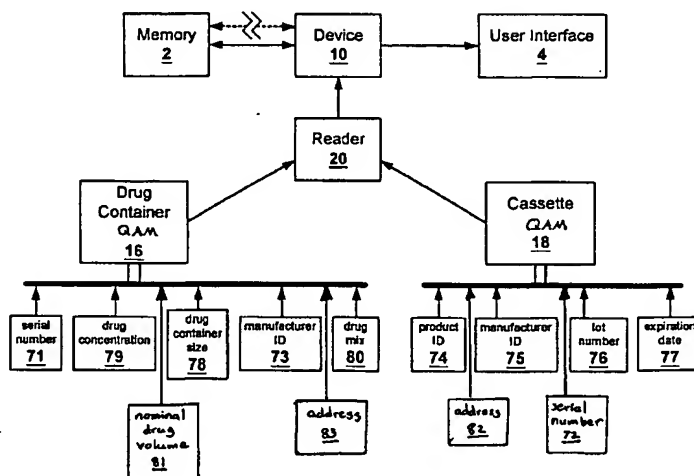 Memory
2
Device
10
User Interface
4
Reader
20
Drug
Container
QAM
16
Cassette
QAM
18
serial
number
71
drug
concentration
79
drug
container
size
78
manufacturer
ID
73
drug
mix
80
product
ID
74
manufacturer
ID
75
lot
number
76
expiration
date
77
nominal
drug
volume
81
address
83
address
82
serial
number
72